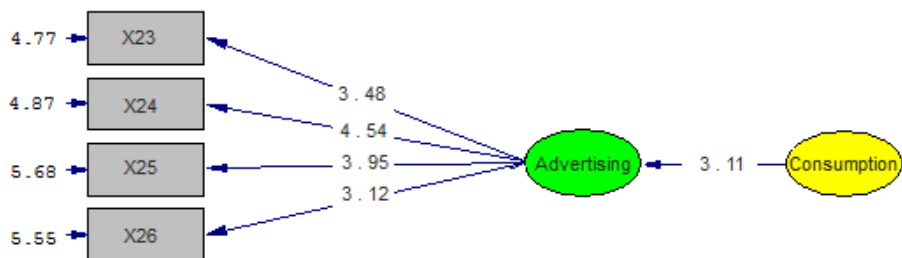 4.77 X23
3.48
4.87 X24
4.54
5.68 X25
3.95
Advertising 3.11 Consumption
3.12
5.55 X26